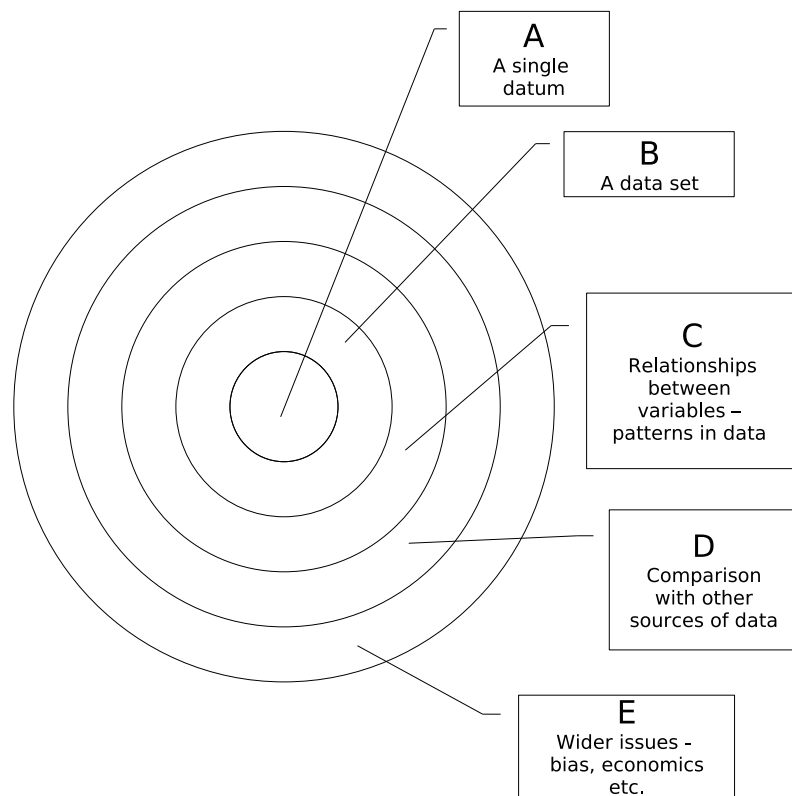 A
A single
datum
B
A data set
C
Relationships
between
variables –
patterns in data
D
Comparison
with other
sources of data
E
Wider issues -
bias, economics
etc.